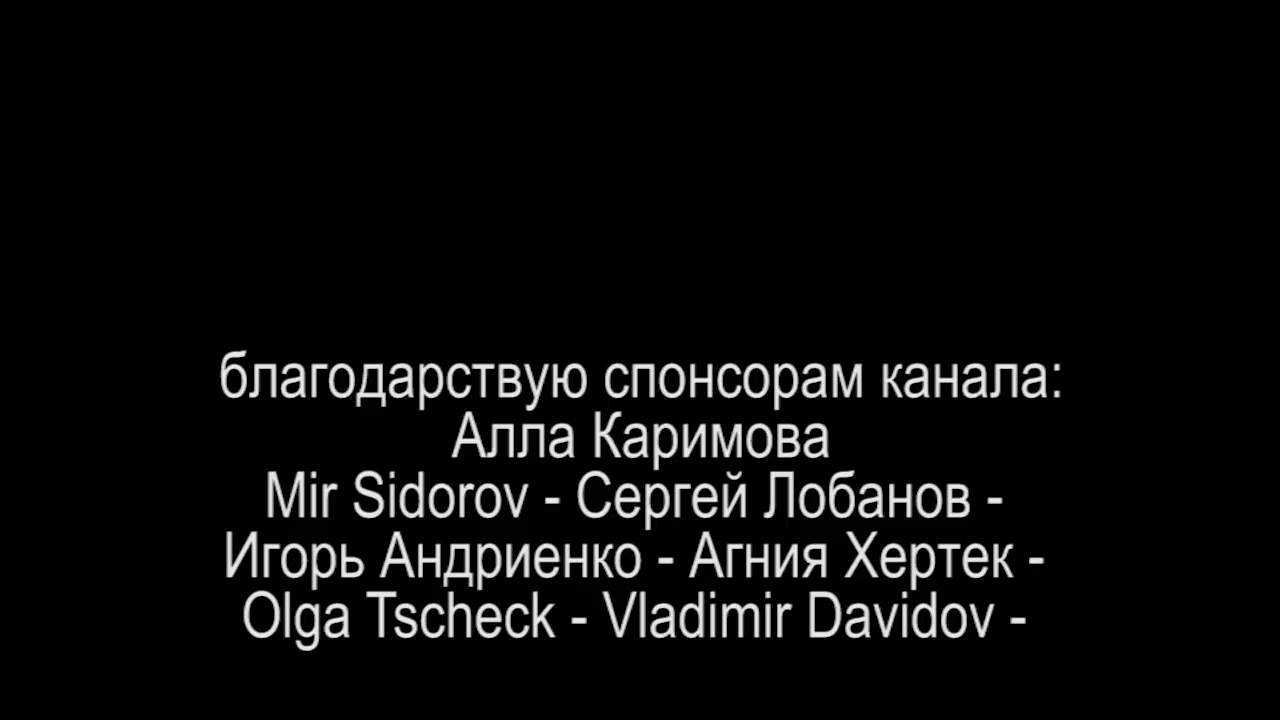 благодарствую спонсорам канала:
Алла Каримова
Mir Sidorov - Сергей Лобанов -
Игорь Андриенко - Агния Хертек -
Olga Tscheck - Vladimir Davidov -